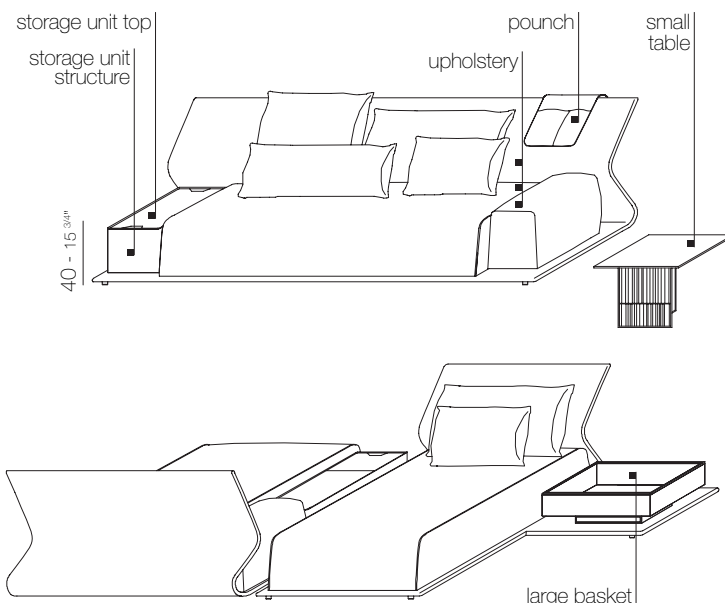 storage unit top
storage unit
structure
upholstery
pounch
small
table
40 - 15 3/4"
large basket